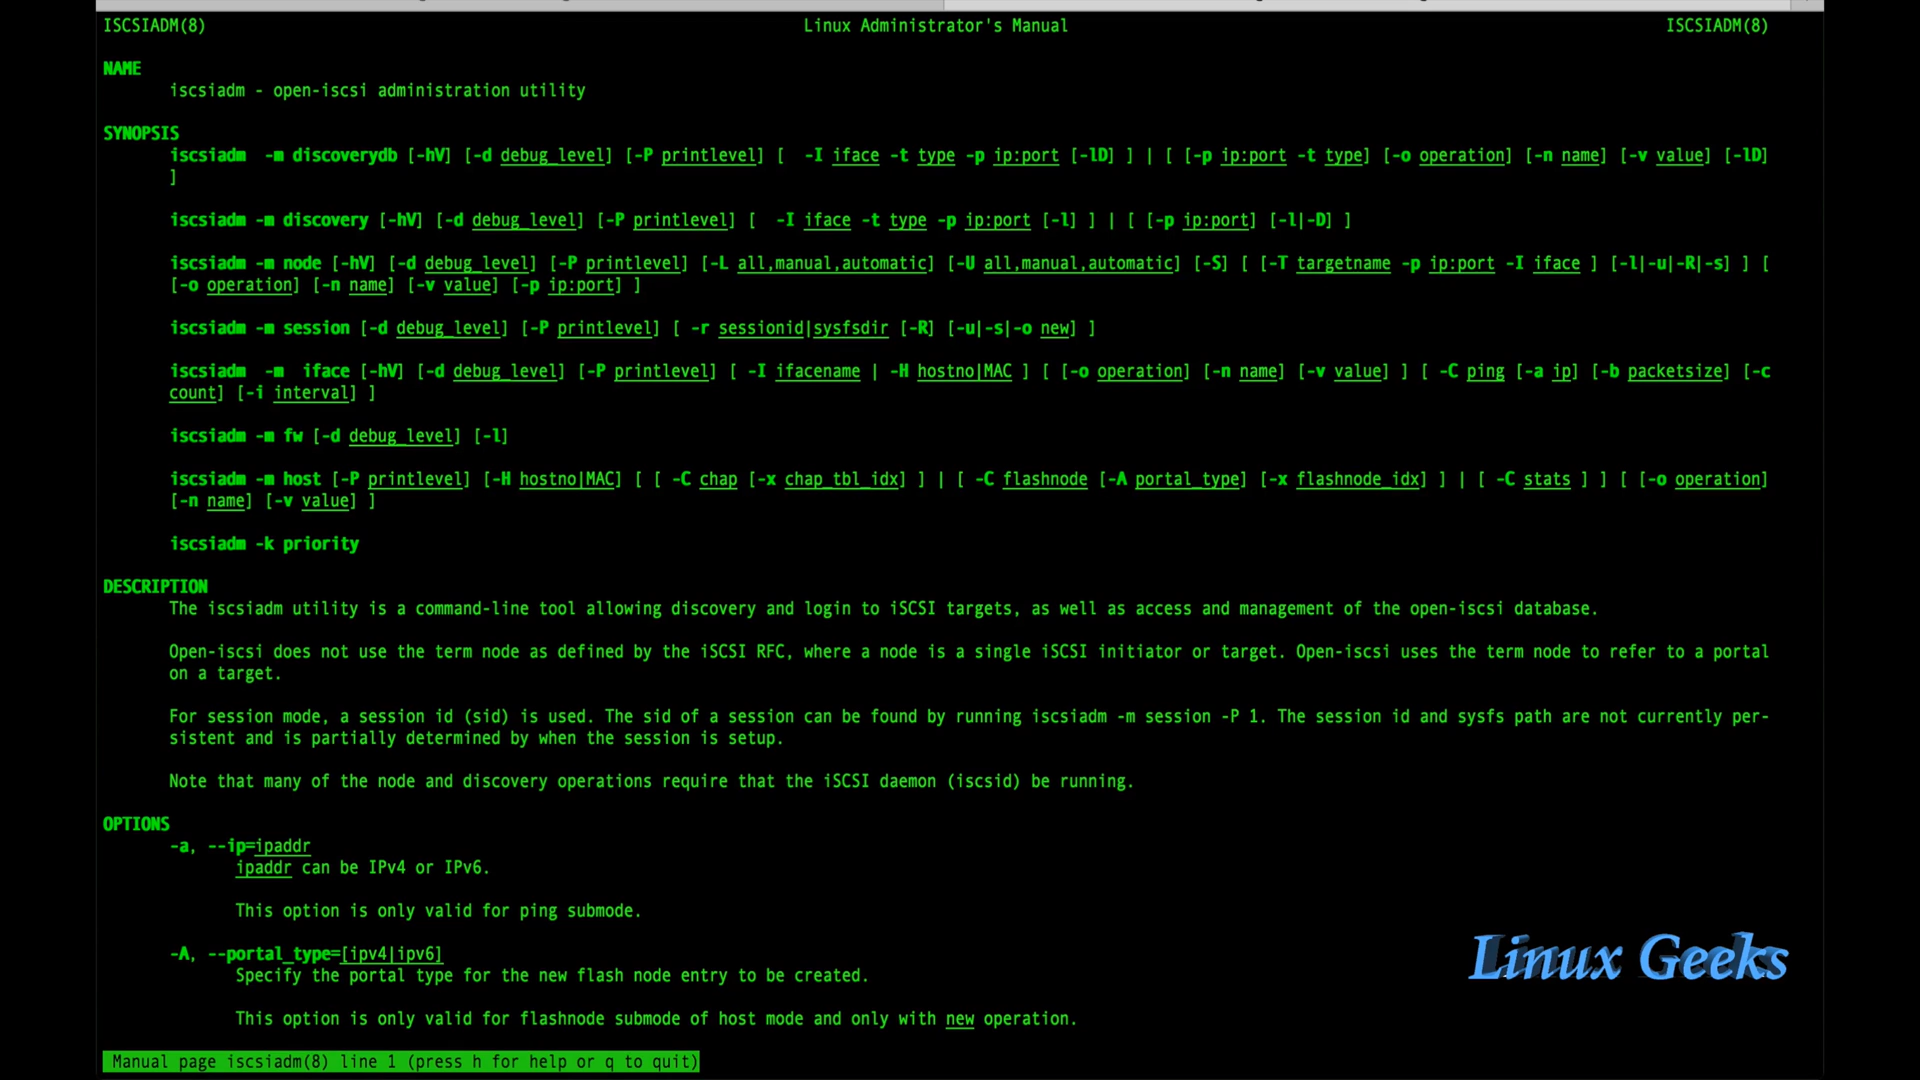 ISCSIADM(8) Linux Administrator's Manual ISCSIADM(8)
NAME
iscsiadm - open-iscsi administration utility
SYNOPSIS
iscsiadm -m discoverydb [-hV] [-d debug_level] [-P printlevel] [ -I iface -t type -p ip:port [-lD] ] | [ [-p ip:port -t type] [-o operation] [-n name] [-v value] [-lD]
]
iscsiadm -m discovery [-hV] [-d debug_level] [-P printlevel] [ -I iface -t type -p ip:port [-l] ] | [ [-p ip:port] [-l|-D] ]
iscsiadm -m node [-hV] [-d debug_level] [-P printlevel] [-L all,manual,automatic] [-U all,manual,automatic] [-S] [ [-T targetname -p ip:port -I iface ] [-l|-u|-R|-s] ] [
[-o operation] [-n name] [-v value] [-p ip:port] ]
iscsiadm -m session [-d debug_level] [-P printlevel] [ -r sessionid|sysfsdir [-R] [-u|-s|-o new] ]
iscsiadm -m iface [-hV] [-d debug_level] [-P printlevel] [ -I ifacename | -H hostno|MAC ] [ [-o operation] [-n name] [-v value] ] [ -C ping [-a ip] [-b packetsize] [-c
count] [-i interval] ]
iscsiadm -m fw [-d debug_level] [-l]
iscsiadm -m host [-P printlevel] [-H hostno|MAC] [ [ -C chap [-x chap_tbl_idx] ] | [ -C flashnode [-A portal_type] [-x flashnode_idx] ] | [ -C stats ] ] [ [-o operation]
[-n name] [-v value] ]
iscsiadm -k priority
DESCRIPTION
The iscsiadm utility is a command-line tool allowing discovery and login to iSCSI targets, as well as access and management of the open-iscsi database.
Open-iscsi does not use the term node as defined by the iSCSI RFC, where a node is a single iSCSI initiator or target. Open-iscsi uses the term node to refer to a portal
on a target.
For session mode, a session id (sid) is used. The sid of a session can be found by running iscsiadm -m session -P 1. The session id and sysfs path are not currently per-
sistent and is partially determined by when the session is setup.
Note that many of the node and discovery operations require that the iSCSI daemon (iscsid) be running.
OPTIONS
-a, --ip=ipaddr
ipaddr can be IPv4 or IPv6.
This option is only valid for ping submode.
-A, --portal_type=[ipv4|ipv6]
Specify the portal type for the new flash node entry to be created.
This option is only valid for flashnode submode of host mode and only with new operation.
Manual page iscsiadm(8) line 1 (press h for help or q to quit)
Linux Geeks